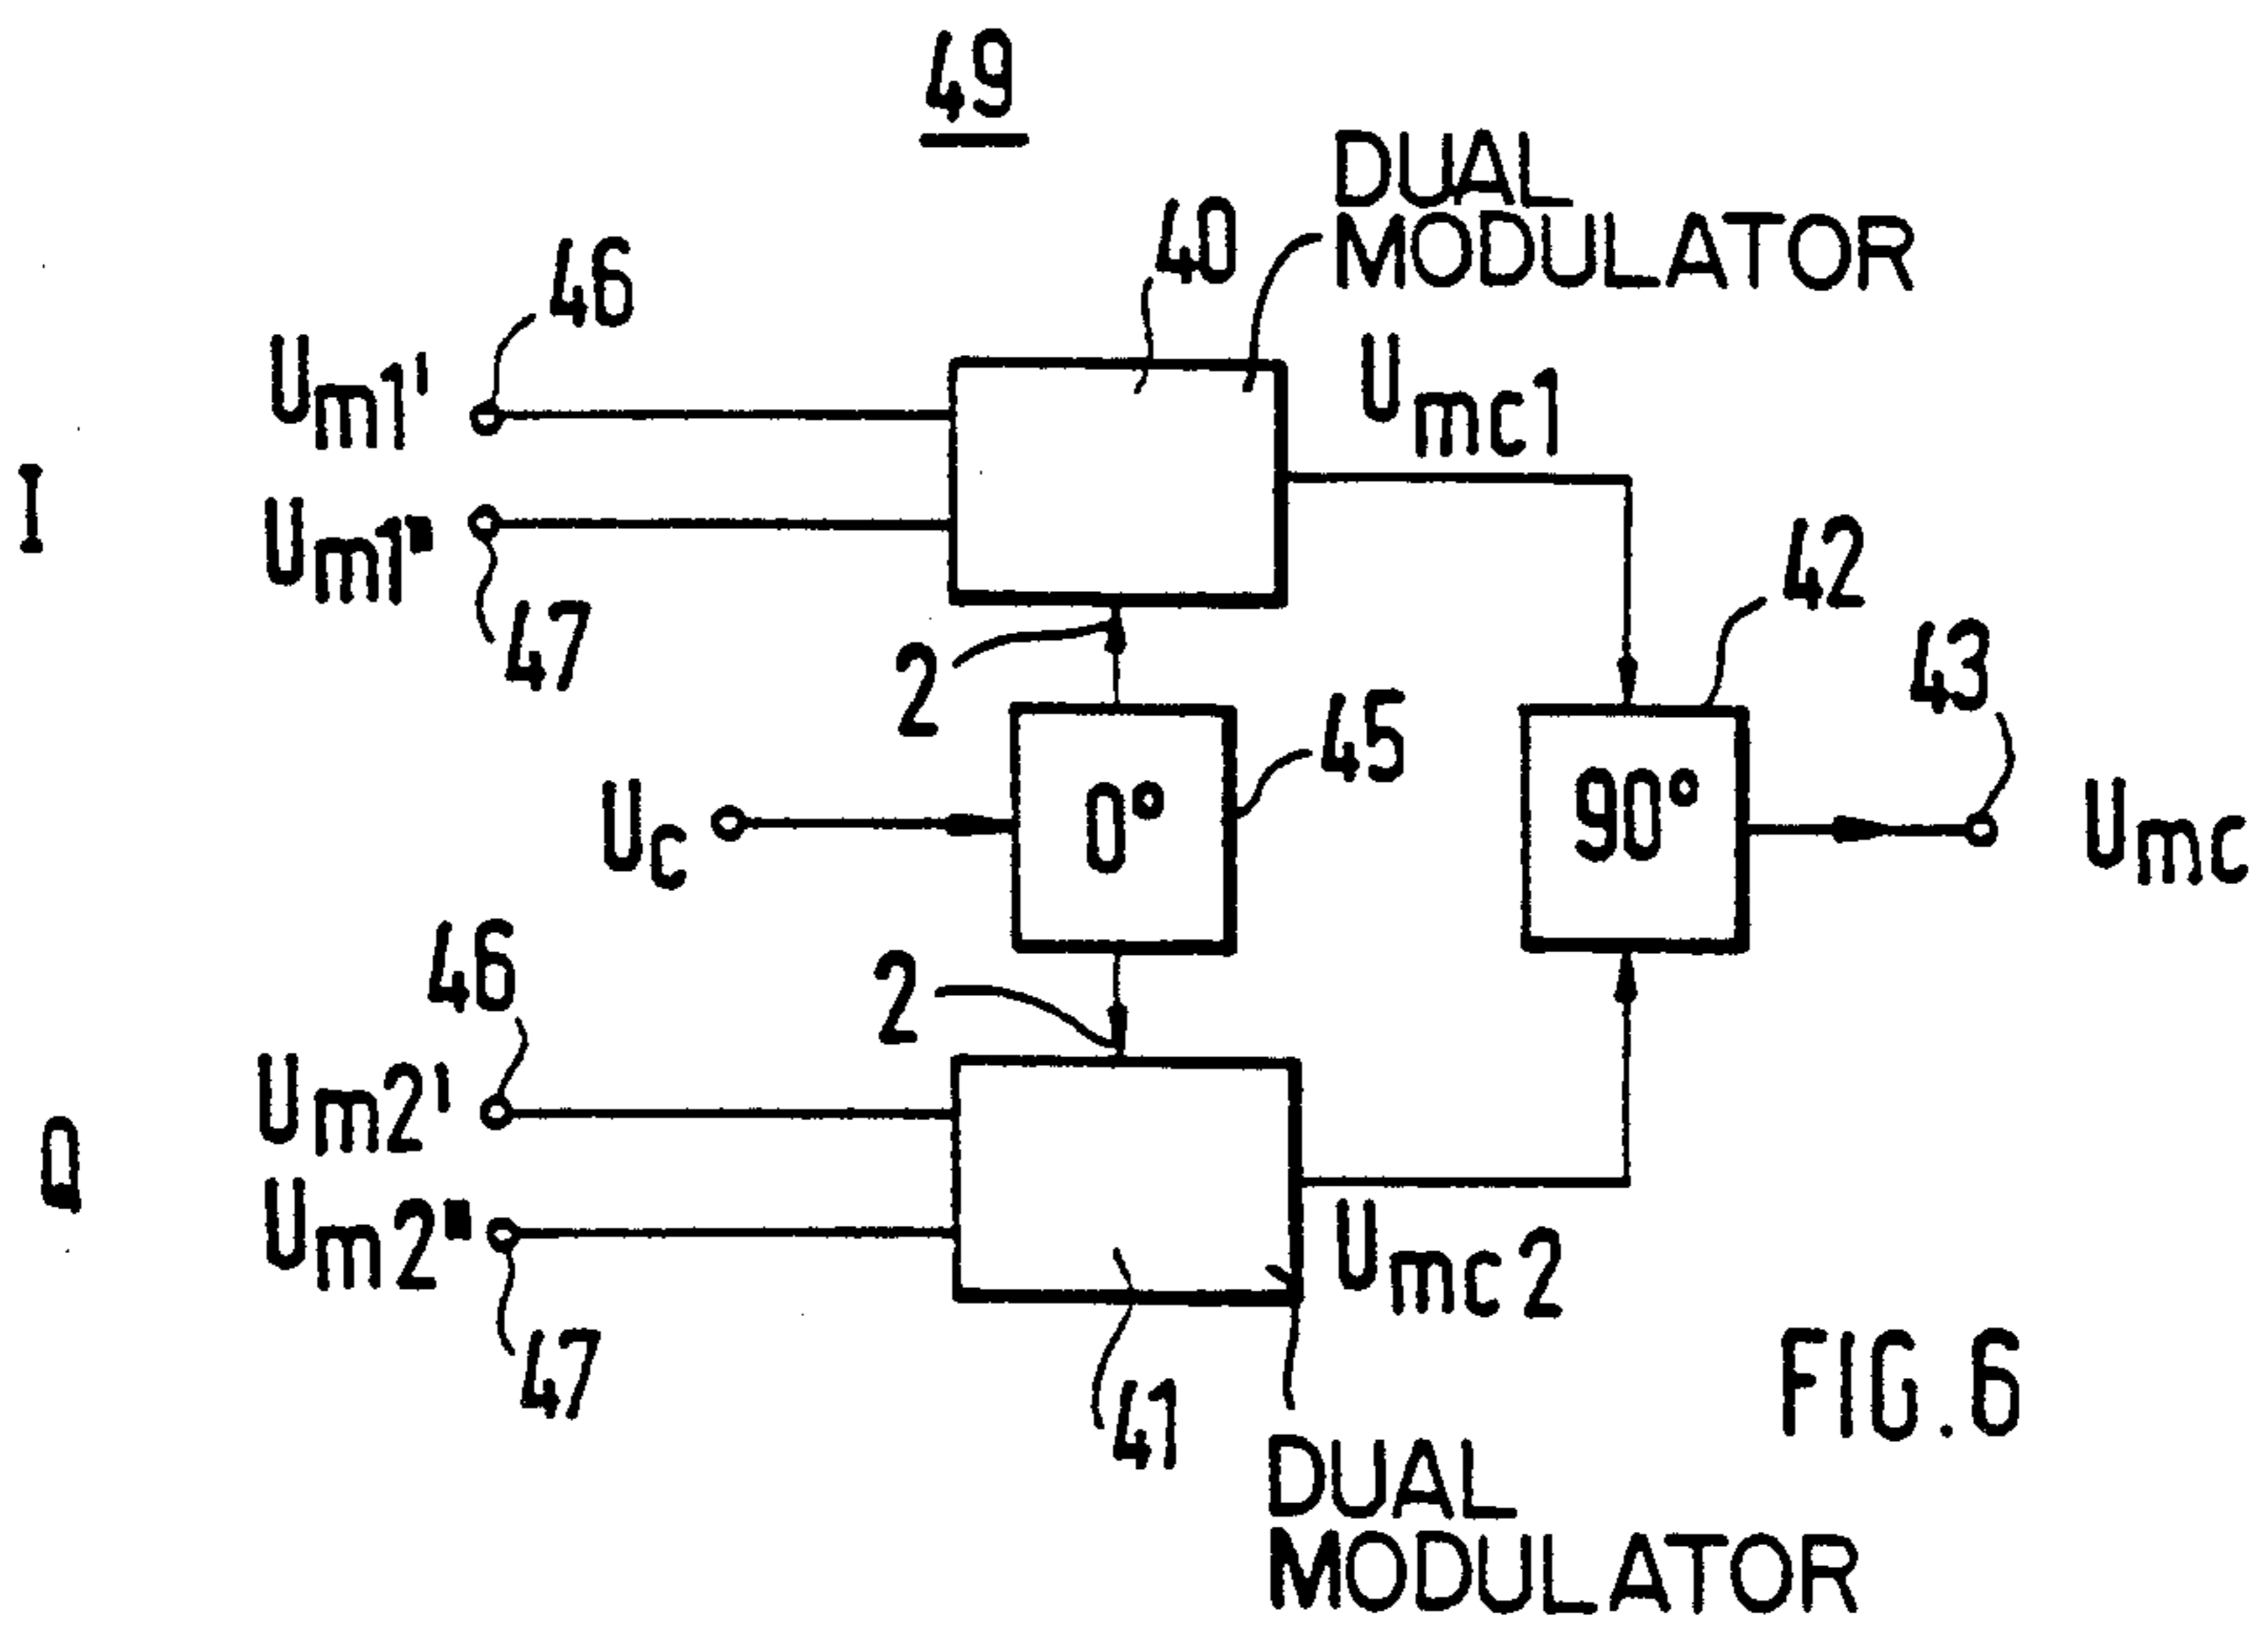 49
DUAL
MODULATOR
40
46
Um1'
Umc1
I
Um1"
47
42
2
43
45
Uc
0°
90°
Umc
46
2
Um2'
Q
Um2"
Umc2
47
41
FIG.6
DUAL
MODULATOR